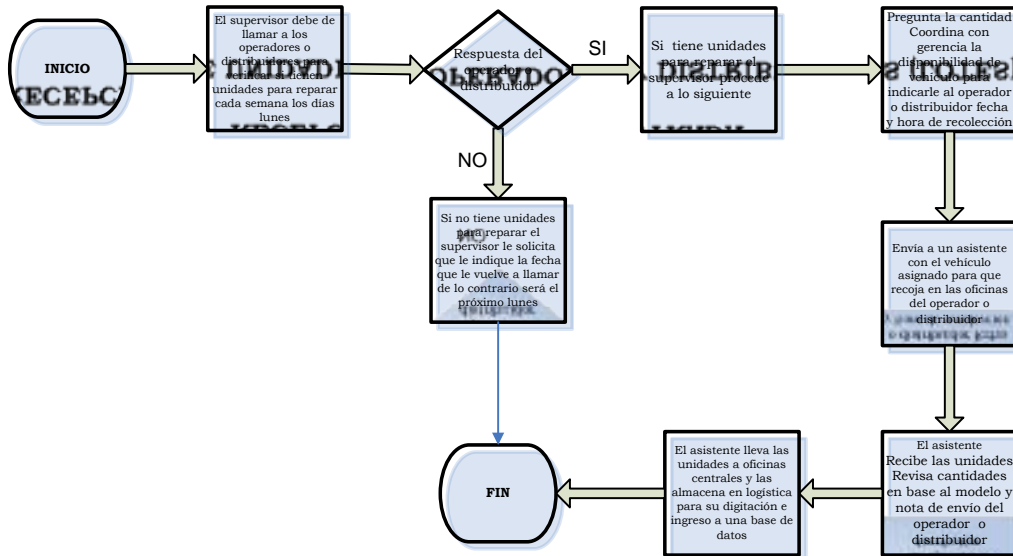 INICIO
El supervisor debe de
llamar a los
operadores o
distribuidores para
verificar si tienen
unidades para reparar
cada semana los días
lunes
Respuesta del
operador o
distribuidor
SI
Si tiene unidades
para reparar el
supervisor procede
a lo siguiente
Pregunta la cantidad
Coordina con
gerencia la
disponibilidad de
vehículo para
indicarle al operador
o distribuidor fecha
y hora de recolección
NO
Si no tiene unidades
para reparar el
supervisor le solicita
que le indique la fecha
que le vuelve a llamar
de lo contrario será el
próximo lunes
Envía a un asistente
con el vehículo
asignado para que
recoja en las oficinas
del operador o
distribuidor
El asistente
Recibe las unidades
Revisa cantidades
en base al modelo y
nota de envío del
operador o
distribuidor
El asistente lleva las
unidades a oficinas
centrales y las
almacena en logística
para su digitación e
ingreso a una base de
datos
FIN